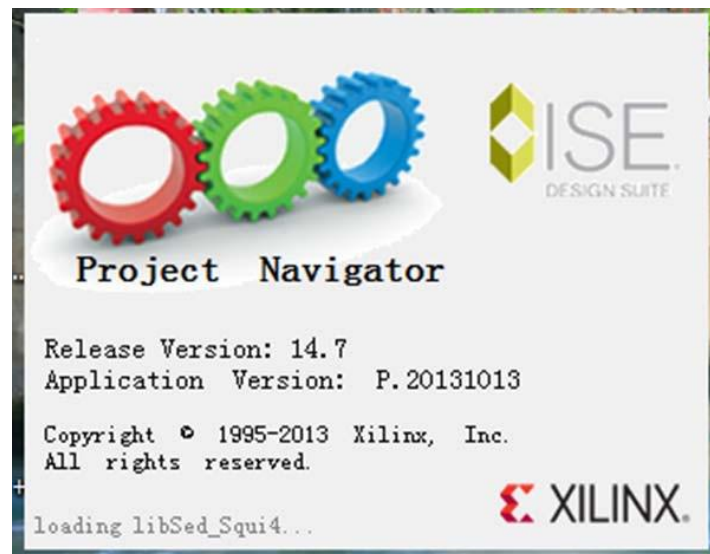 ISE.
DESIGN SUITE
Project Navigator
Release Version: 14.7
Application Version: P.20131013
Copyright © 1995-2013 Xilinx, Inc.
All rights reserved.
loading libSed_Squi4...
XILINX.